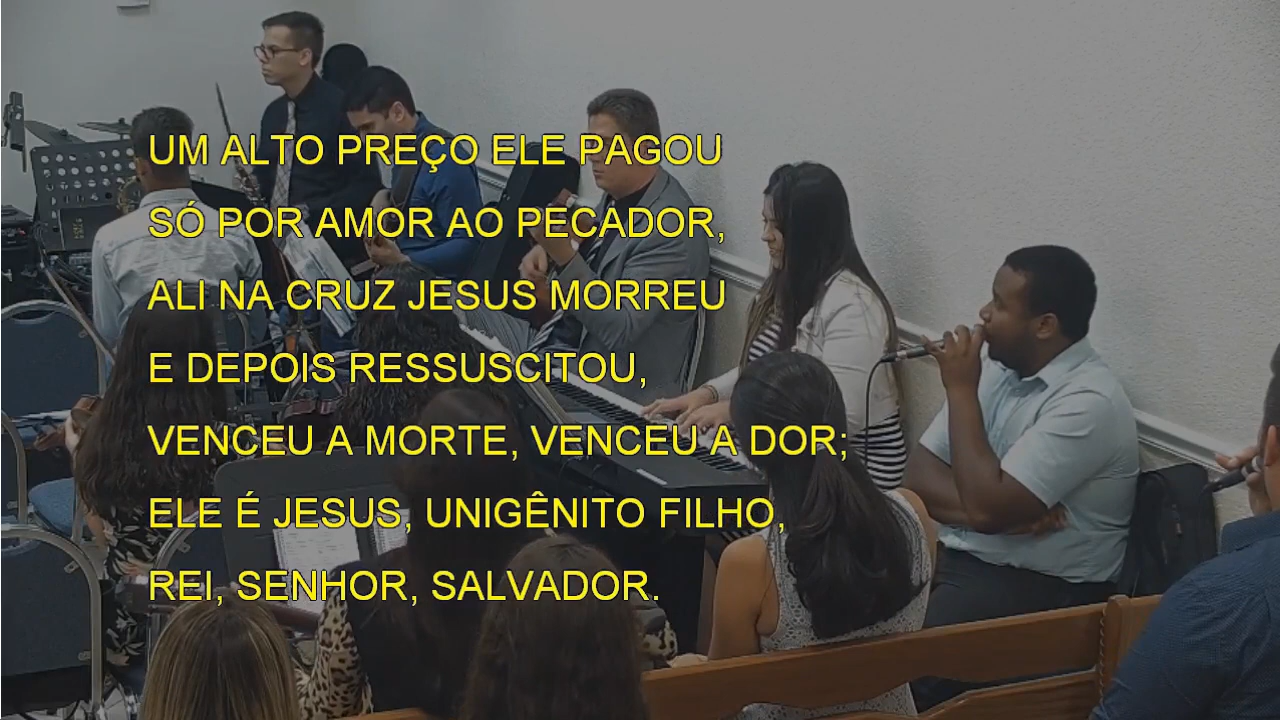 UM ALTO PREÇO ELE PAGOU
SÓ POR AMOR AO PECADOR,
ALI NA CRUZ JESUS MORREU
E DEPOIS RESSUSCITOU,
VENCEU A MORTE, VENCEU A DOR;
ELE É JESUS, UNIGÊNITO FILHO,
REI, SENHOR, SALVADOR.